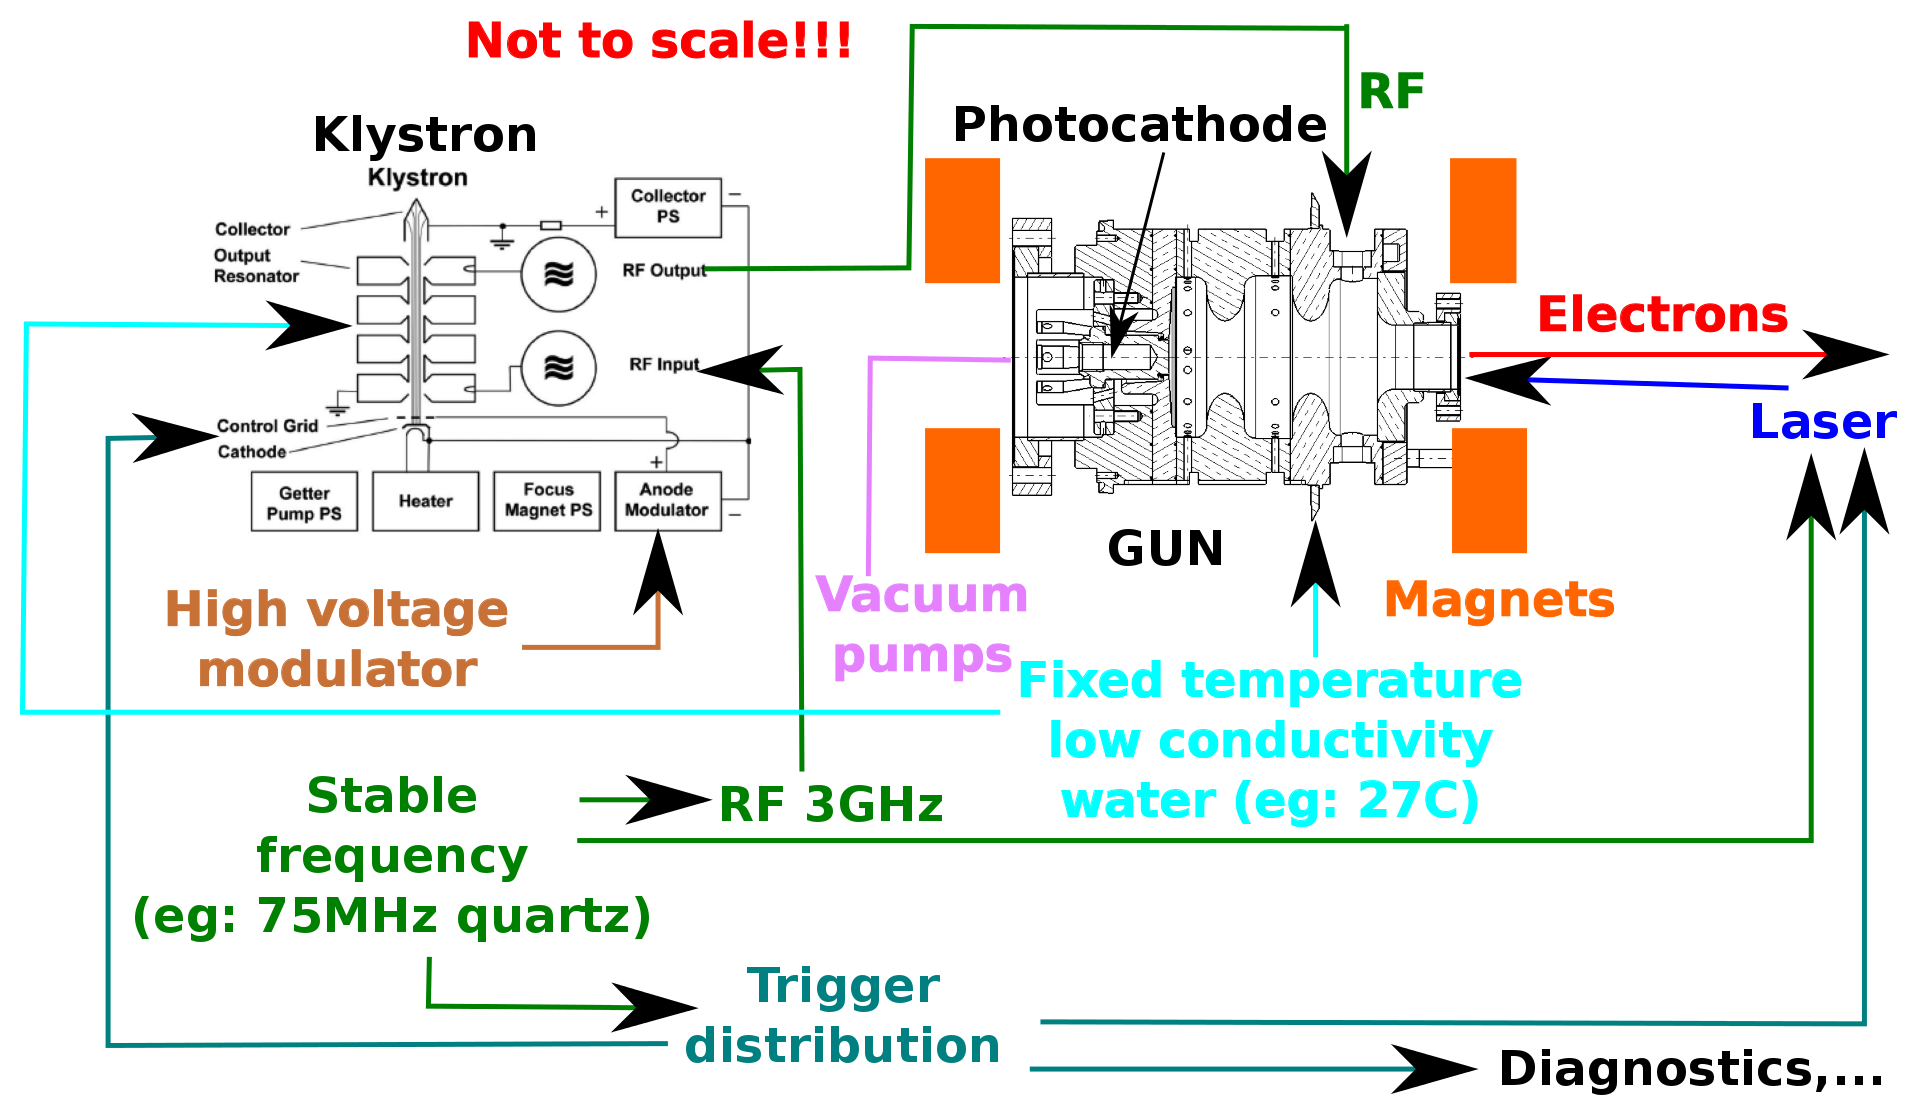 Not to scale!!!
RF
Klystron
Photocathode
Klystron
Collector
PS
−
+
Collector
Output
Resonator
RF Output
Electrons
RF Input
Laser
Control Grid
Cathode
+
Getter
Pump PS
Heater
Focus
Magnet PS
Anode
Modulator
−
GUN
High voltage
modulator
Vacuum
pumps
Magnets
Fixed temperature
low conductivity
water (eg: 27C)
Stable
frequency
(eg: 75MHz quartz)
RF 3GHz
Trigger
distribution
Diagnostics,...